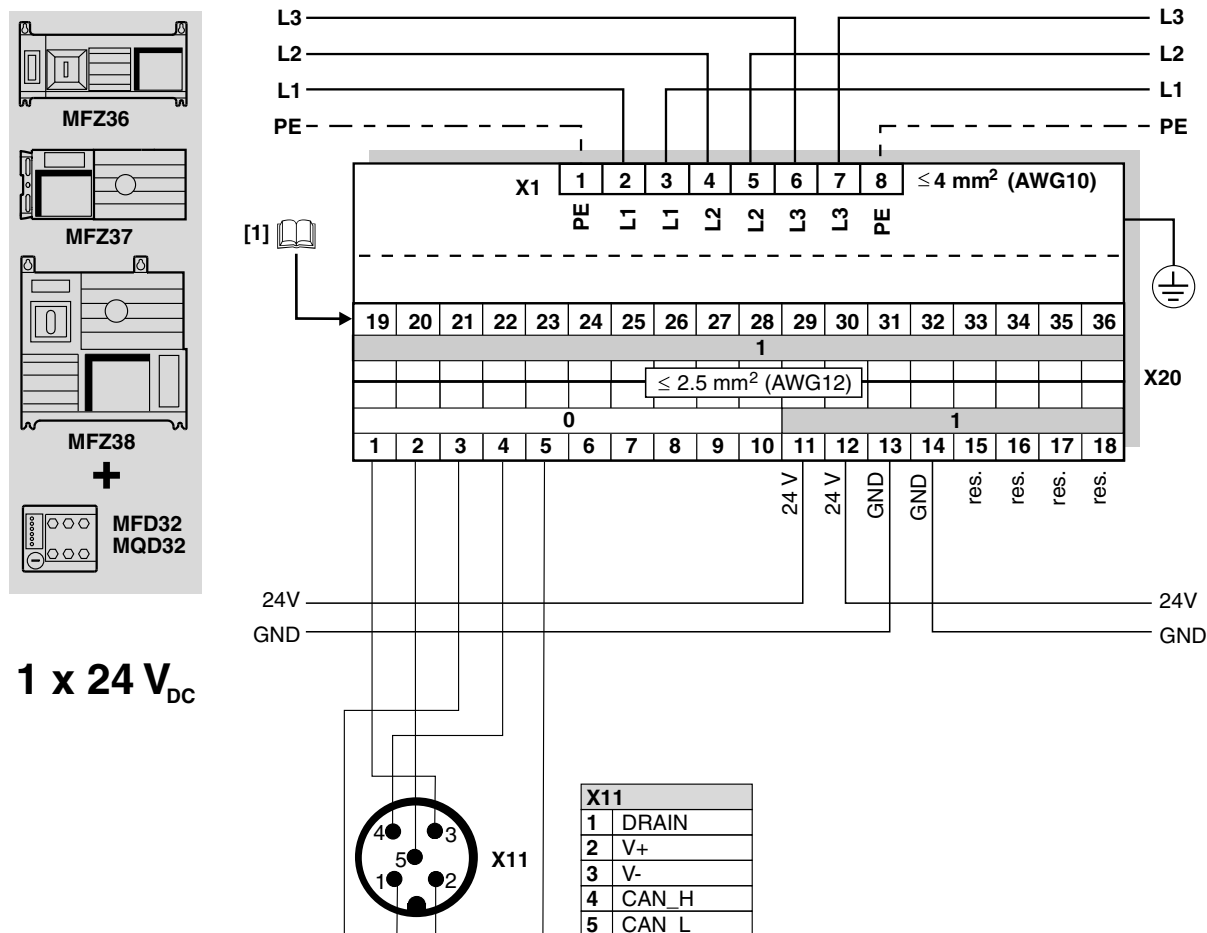 MFZ36
MFZ37
MFZ38
+
MFD32
MQD32
1 x 24 VDC
L3 L3
L2 L2
L1 L1
PE PE
X1 1 2 3 4 5 6 7 8 ≤ 4 mm² (AWG10)
PE L1 L1 L2 L2 L3 L3 PE
[1]
19 20 21 22 23 24 25 26 27 28 29 30 31 32 33 34 35 36
1
≤ 2.5 mm² (AWG12)
X20
0 1
1 2 3 4 5 6 7 8 9 10 11 12 13 14 15 16 17 18
24 V 24 V GND GND res. res. res. res.
24V 24V
GND GND
4 3
5
1 2
X11
X11
1 DRAIN
2 V+
3 V-
4 CAN_H
5 CAN_L